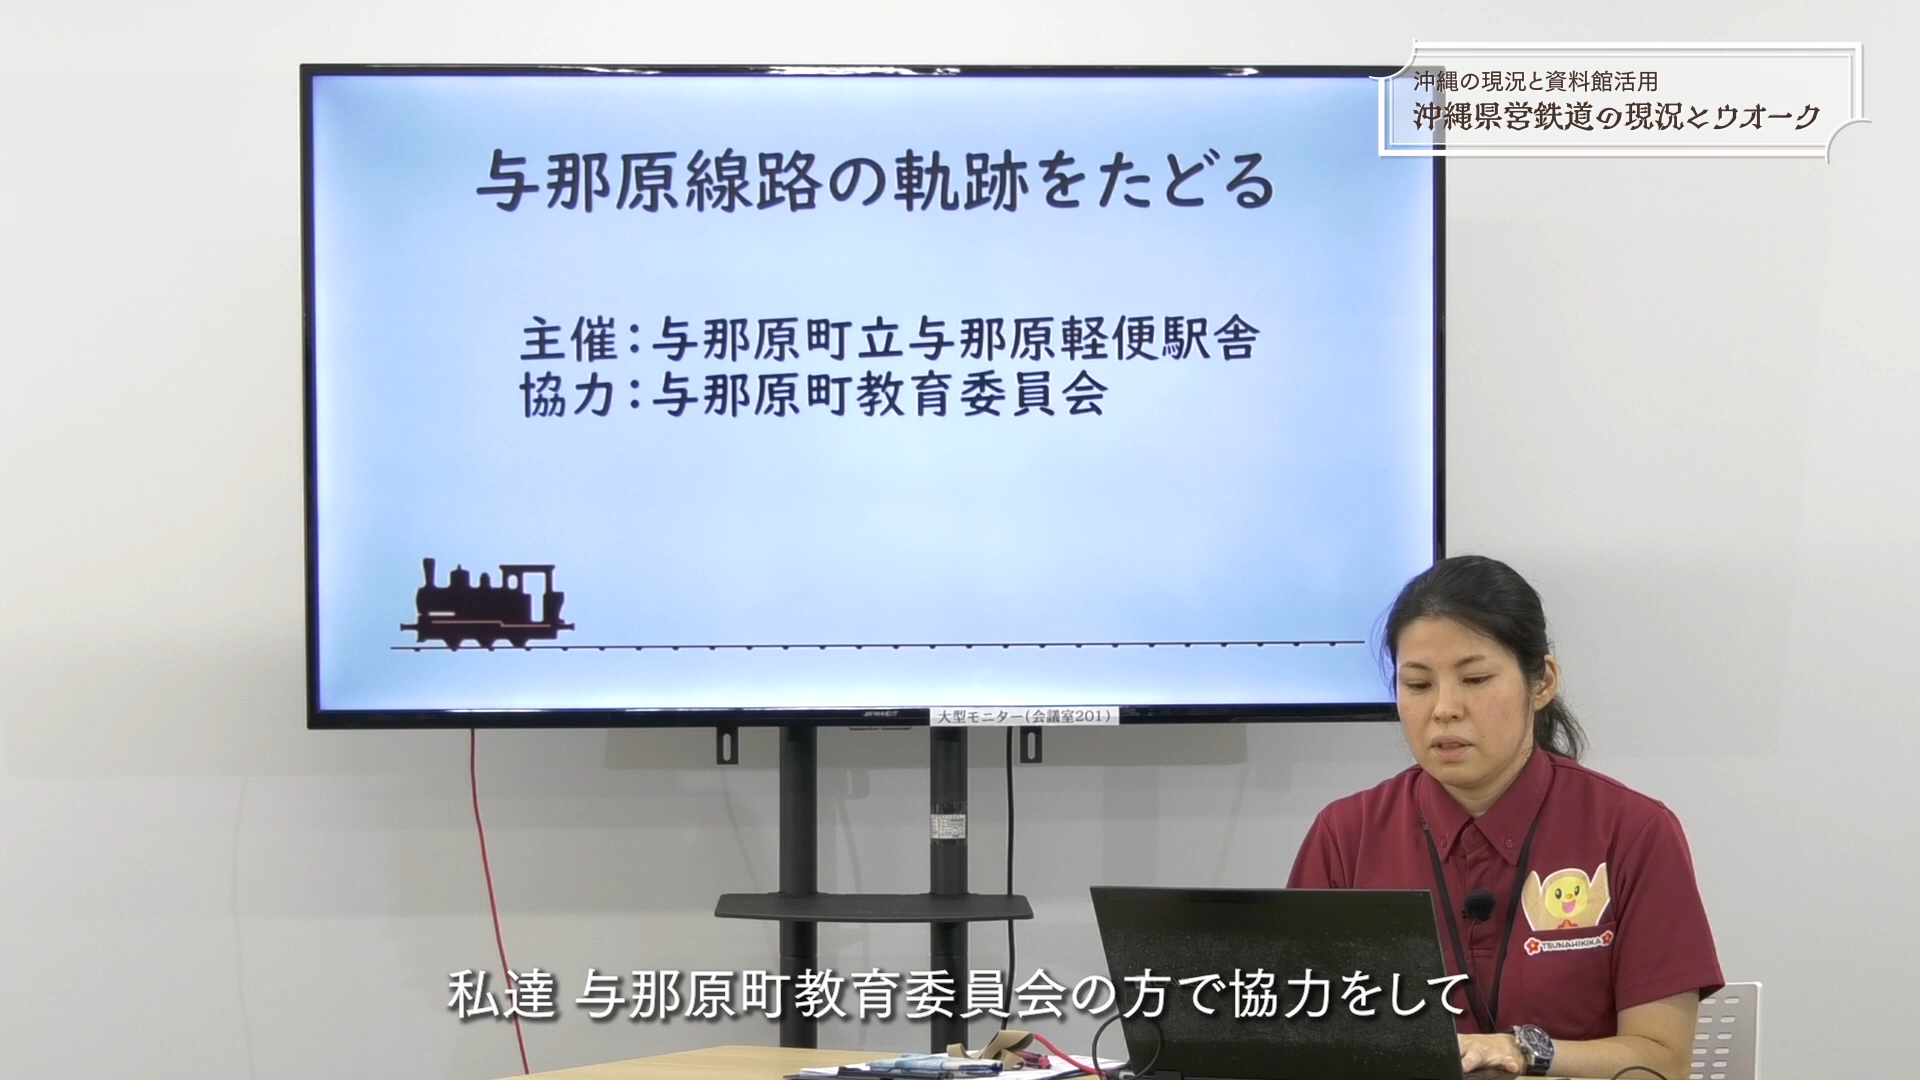 沖縄の現況と資料館活用
沖縄県営鉄道の現況とウオーク
与那原線路の軌跡をたどる
主催：与那原町立与那原軽便駅舎
協力：与那原町教育委員会
大型モニター(会議室201)
TSUNAHIKIKA
私達 与那原町教育委員会の方で協力をして